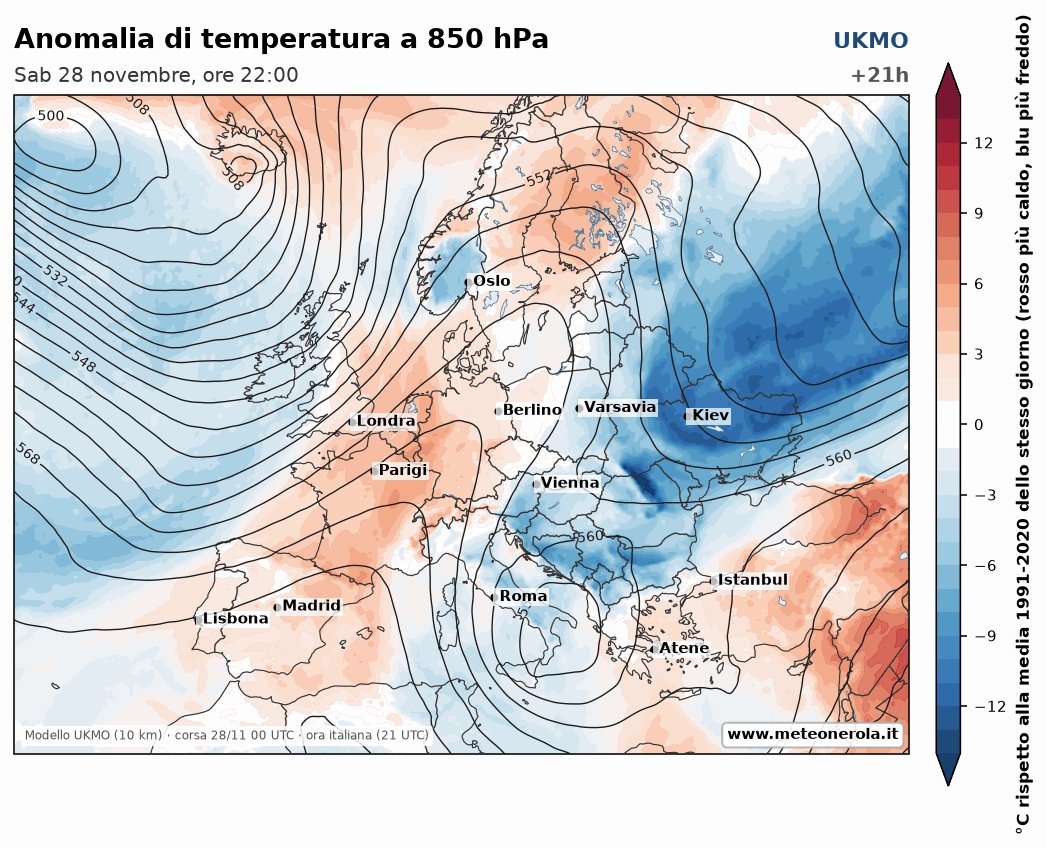 Anomalia di temperatura a 850 hPa
UKMO
Sab 28 novembre, ore 22:00
+21h
500
508
508
552
532
544
548
568
560
560
Oslo
Berlino
Varsavia
Kiev
Londra
Parigi
Vienna
Roma
Istanbul
Madrid
Lisbona
Atene
Modello UKMO (10 km) · corsa 28/11 00 UTC · ora italiana (21 UTC)
www.meteonerola.it
12
9
6
3
0
−3
−6
−9
−12
°C rispetto alla media 1991-2020 dello stesso giorno (rosso più caldo, blu più freddo)